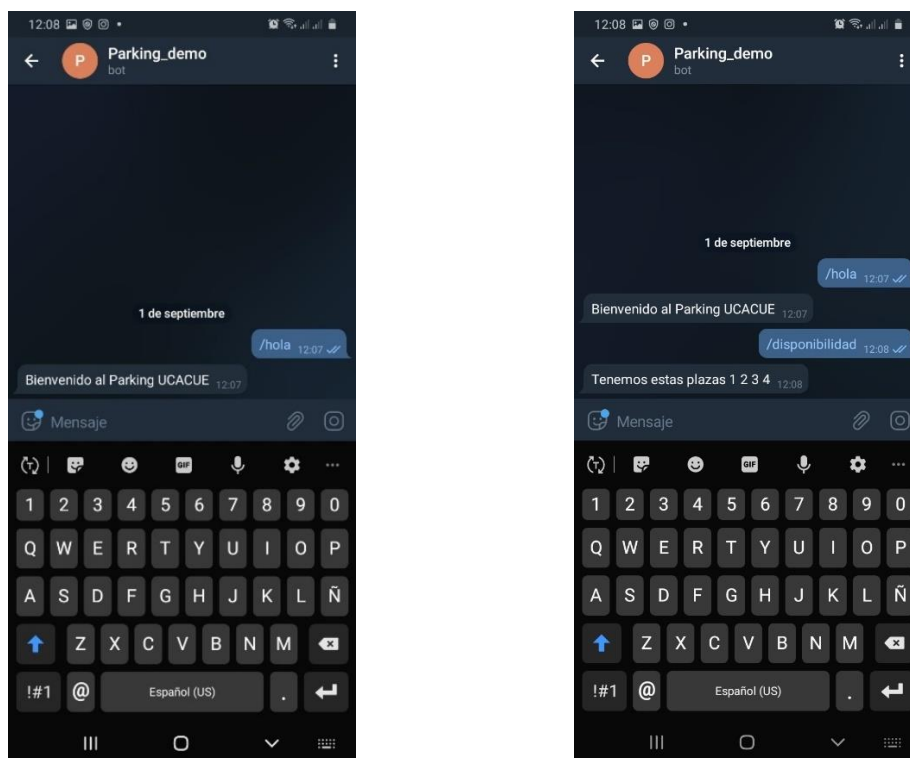 12:08
Parking_demo
bot
1 de septiembre
/hola 12:07
Bienvenido al Parking UCACUE 12:07
Mensaje
GIF
1 2 3 4 5 6 7 8 9 0
Q W E R T Y U I O P
A S D F G H J K L Ñ
Z X C V B N M
!#1 @ Español (US) .
12:08
P Parking_demo
bot
1 de septiembre
/hola 12:07
Bienvenido al Parking UCACUE 12:07
/disponibilidad 12:08
Tenemos estas plazas 1 2 3 4 12:08
Mensaje
GIF
1 2 3 4 5 6 7 8 9 0
Q W E R T Y U I O P
A S D F G H J K L Ñ
Z X C V B N M
!#1 @ Español (US) .